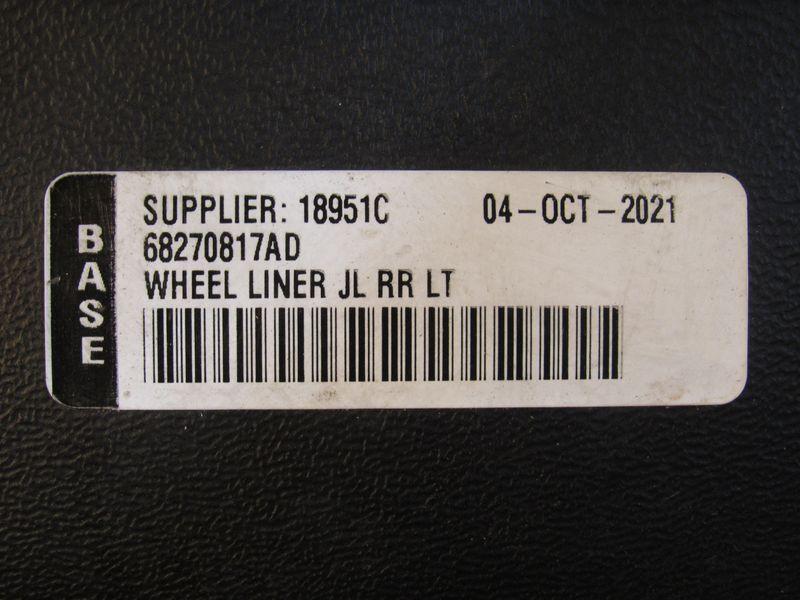 BASE
SUPPLIER: 18951C 04-OCT-2021
68270817AD
WHEEL LINER JL RR LT